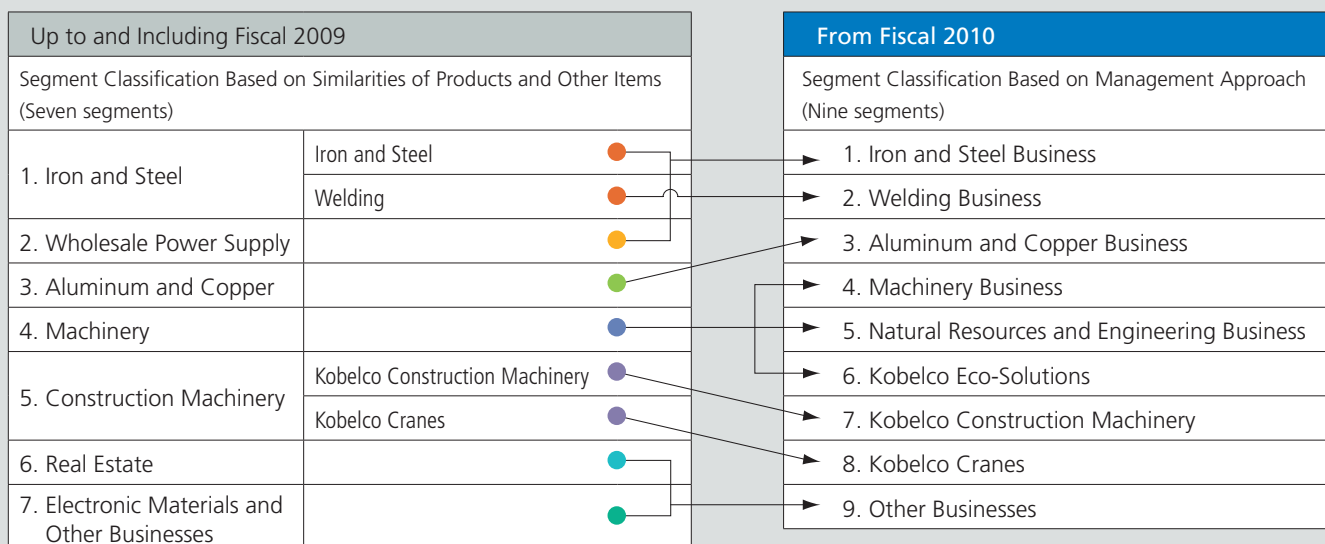 Up to and Including Fiscal 2009
Segment Classification Based on Similarities of Products and Other Items
(Seven segments)
1. Iron and Steel
Iron and Steel
Welding
2. Wholesale Power Supply
3. Aluminum and Copper
4. Machinery
5. Construction Machinery
Kobelco Construction Machinery
Kobelco Cranes
6. Real Estate
7. Electronic Materials and
Other Businesses
From Fiscal 2010
Segment Classification Based on Management Approach
(Nine segments)
1. Iron and Steel Business
2. Welding Business
3. Aluminum and Copper Business
4. Machinery Business
5. Natural Resources and Engineering Business
6. Kobelco Eco-Solutions
7. Kobelco Construction Machinery
8. Kobelco Cranes
9. Other Businesses